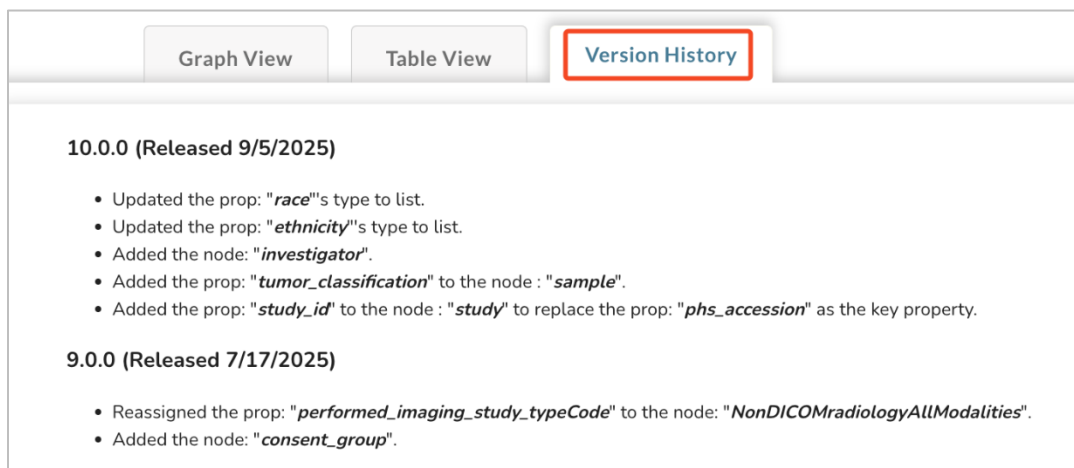 Graph View
Table View
Version History
10.0.0 (Released 9/5/2025)
• Updated the prop: "race"'s type to list.
• Updated the prop: "ethnicity"'s type to list.
• Added the node: "investigator".
• Added the prop: "tumor_classification" to the node : "sample".
• Added the prop: "study_id" to the node : "study" to replace the prop: "phs_accession" as the key property.
9.0.0 (Released 7/17/2025)
• Reassigned the prop: "performed_imaging_study_typeCode" to the node: "NonDICOMradiologyAllModalities".
• Added the node: "consent_group".